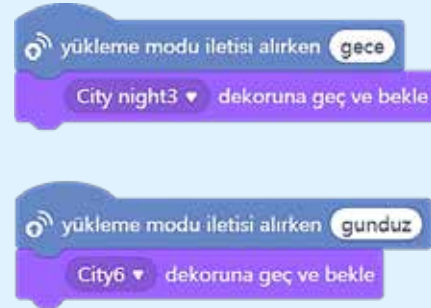 yükleme modu iletisi alırken gece
City night3 ▾ dekoruna geç ve bekle
yükleme modu iletisi alırken gunduz
City6 ▾ dekoruna geç ve bekle